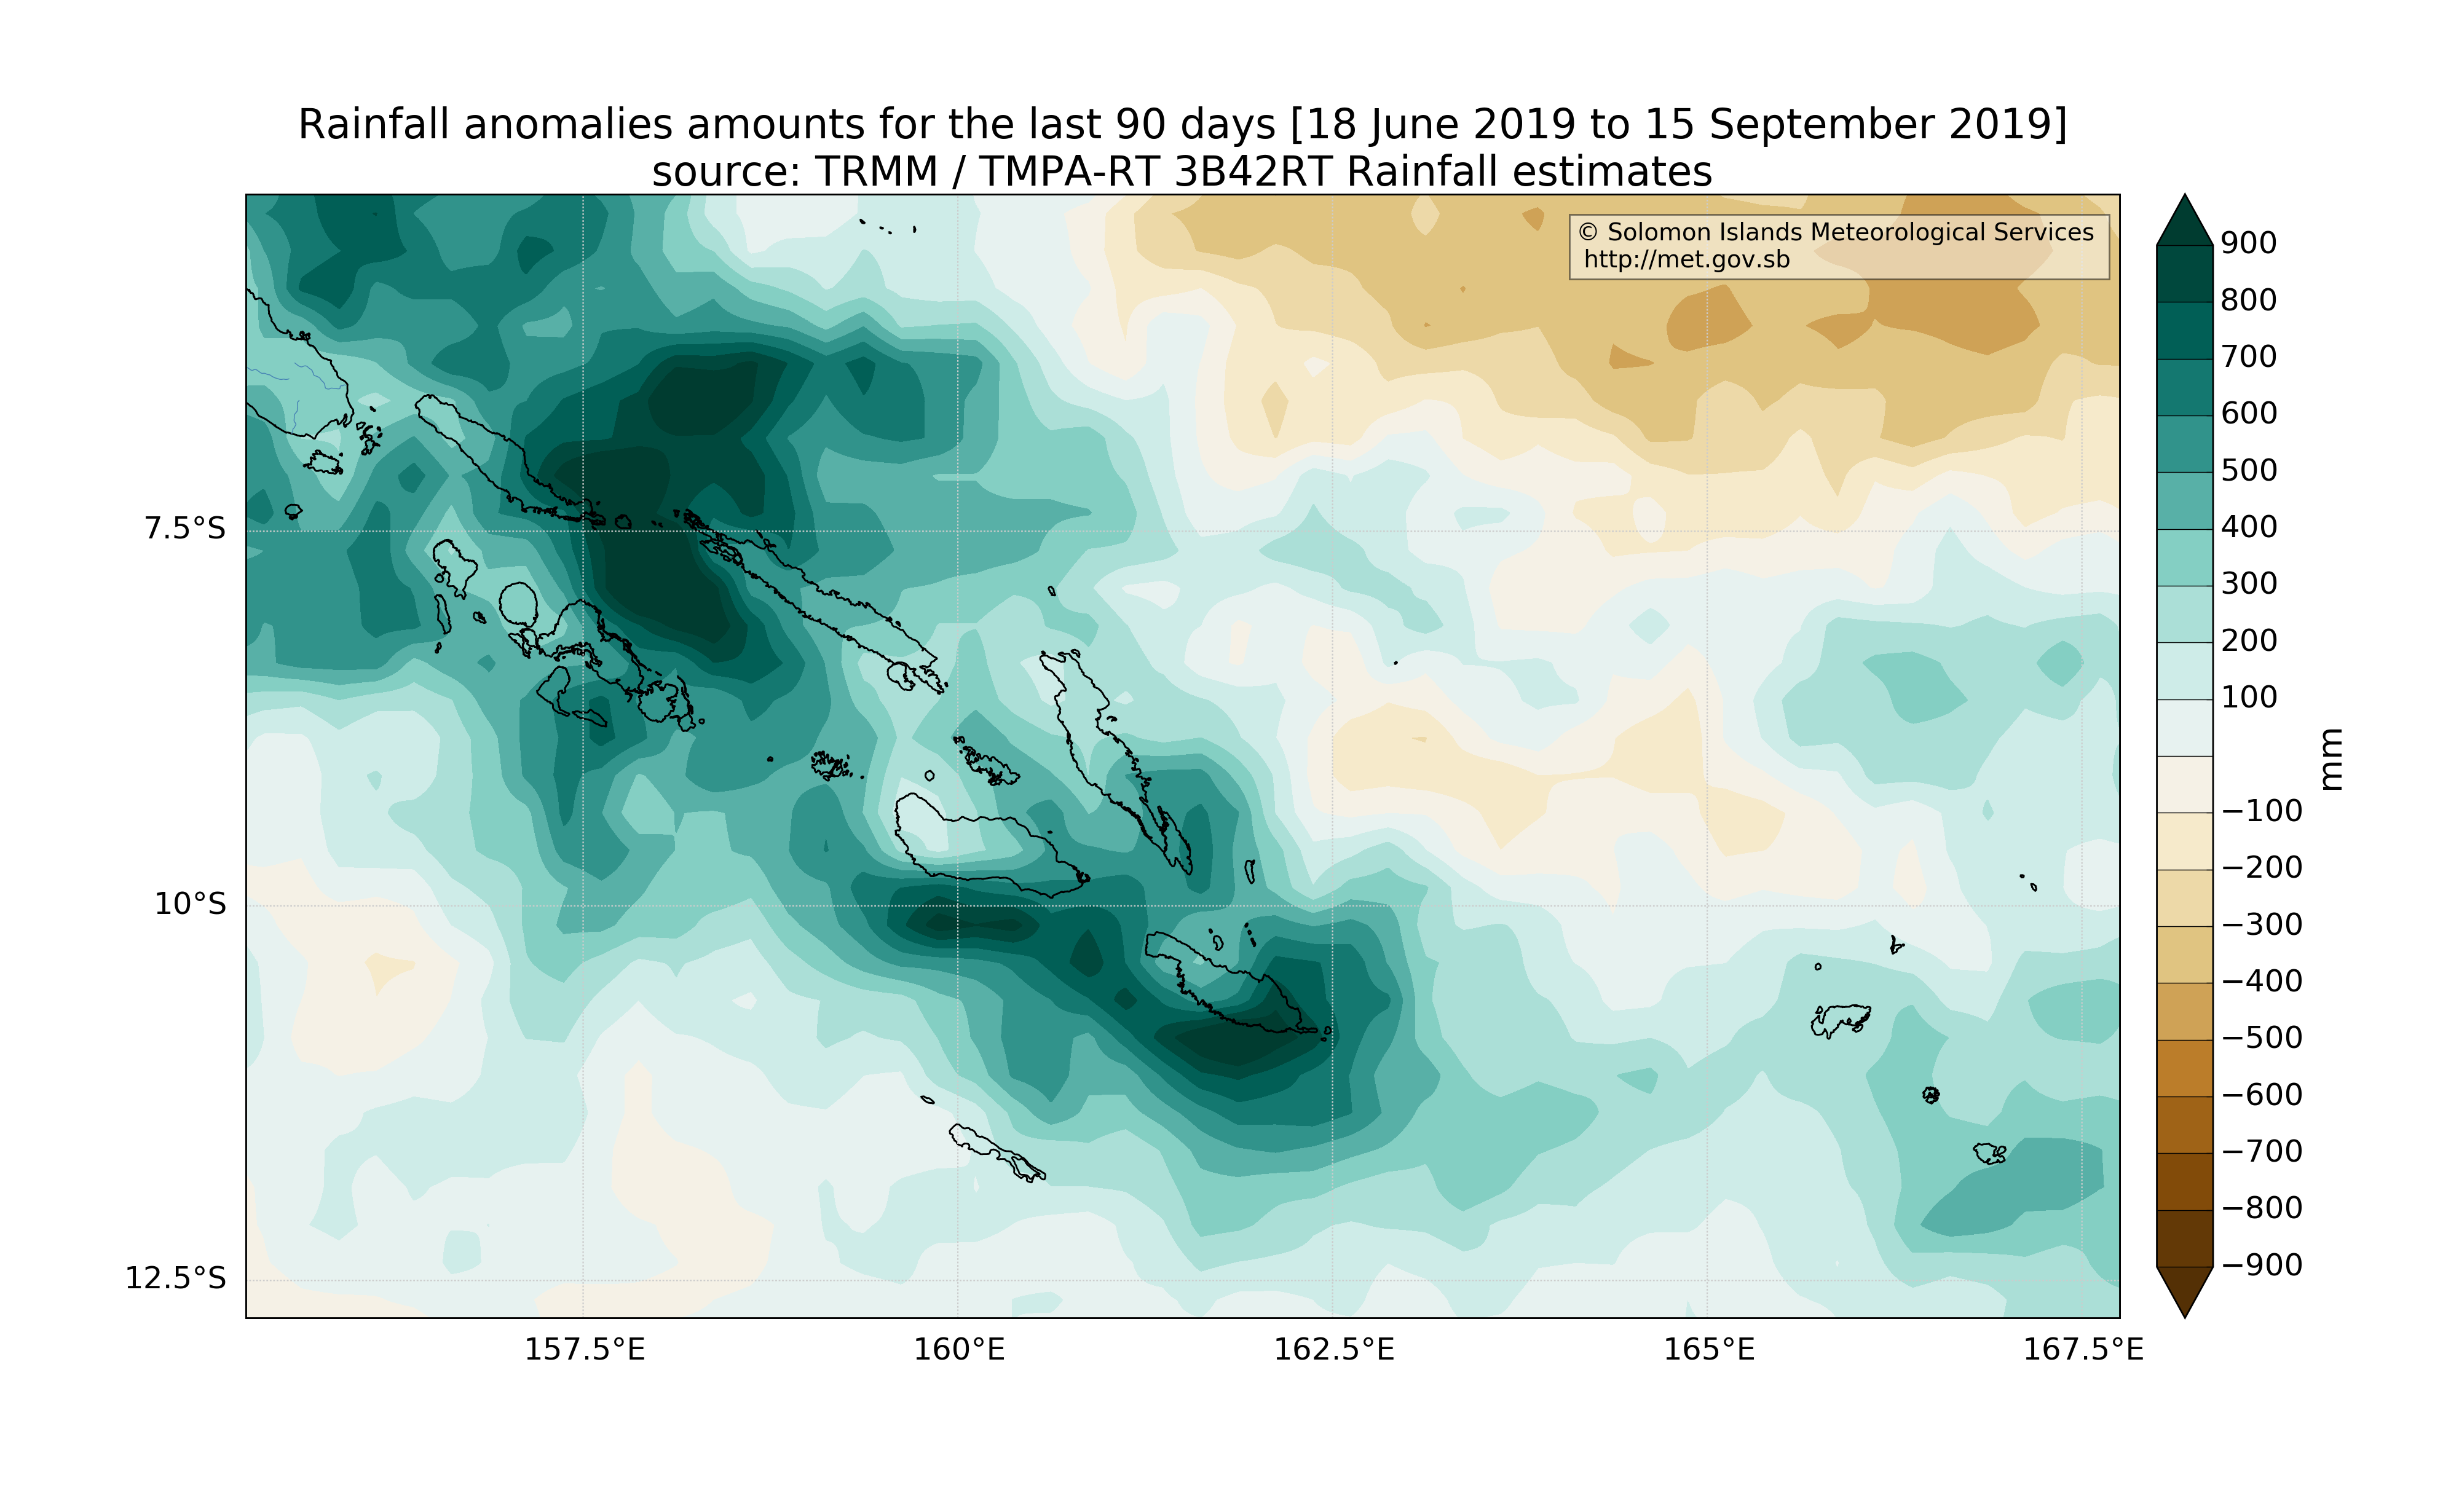 Rainfall anomalies amounts for the last 90 days [18 June 2019 to 15 September 2019]
source: TRMM / TMPA-RT 3B42RT Rainfall estimates
© Solomon Islands Meteorological Services
http://met.gov.sb
7.5°S
10°S
12.5°S
157.5°E
160°E
162.5°E
165°E
167.5°E
900
800
700
600
500
400
300
200
100
−100
−200
−300
−400
−500
−600
−700
−800
−900
mm